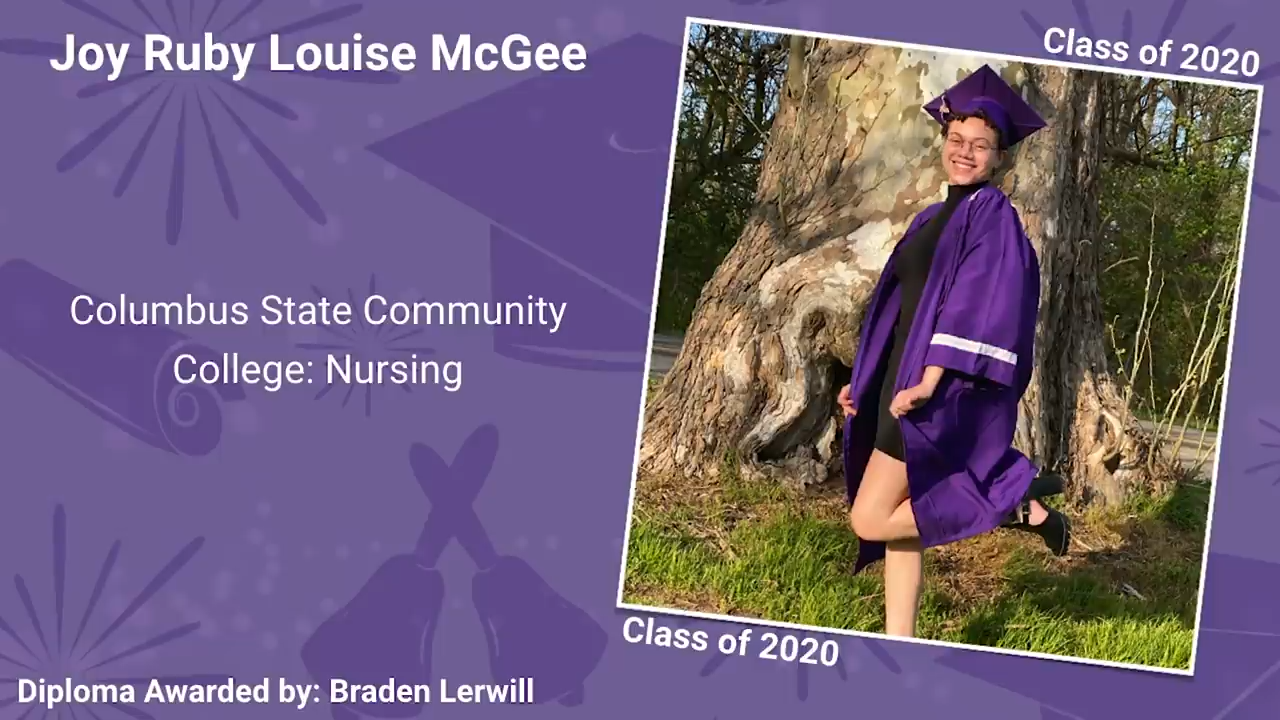 Joy Ruby Louise McGee
Class of 2020
Columbus State Community
College: Nursing
Class of 2020
Diploma Awarded by: Braden Lerwill